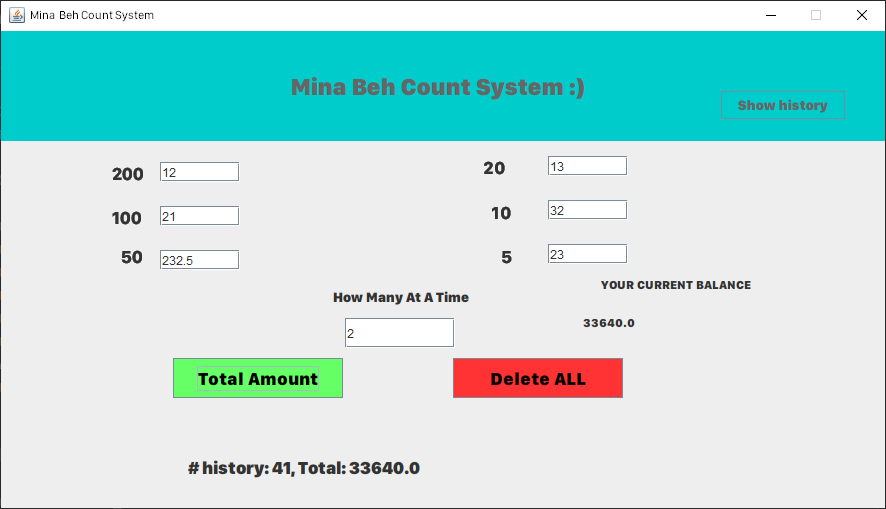 Mina Beh Count System
Mina Beh Count System :)
Show history
200 12
20 13
100 21
10 32
50 232.5
5 23
YOUR CURRENT BALANCE
How Many At A Time
33640.0
2
Total Amount
Delete ALL
# history: 41, Total: 33640.0